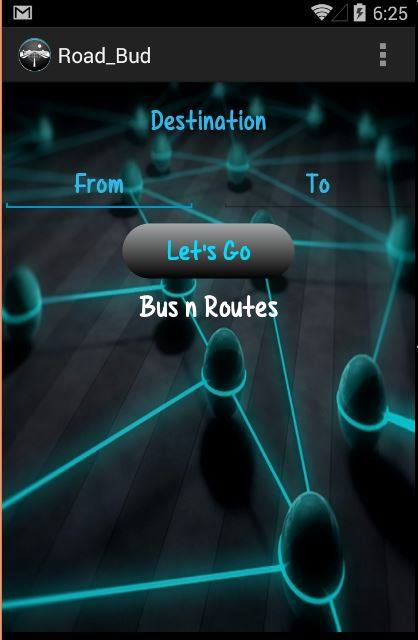 6:25
Road_Bud
Destination
From To
Let's Go
Bus n Routes